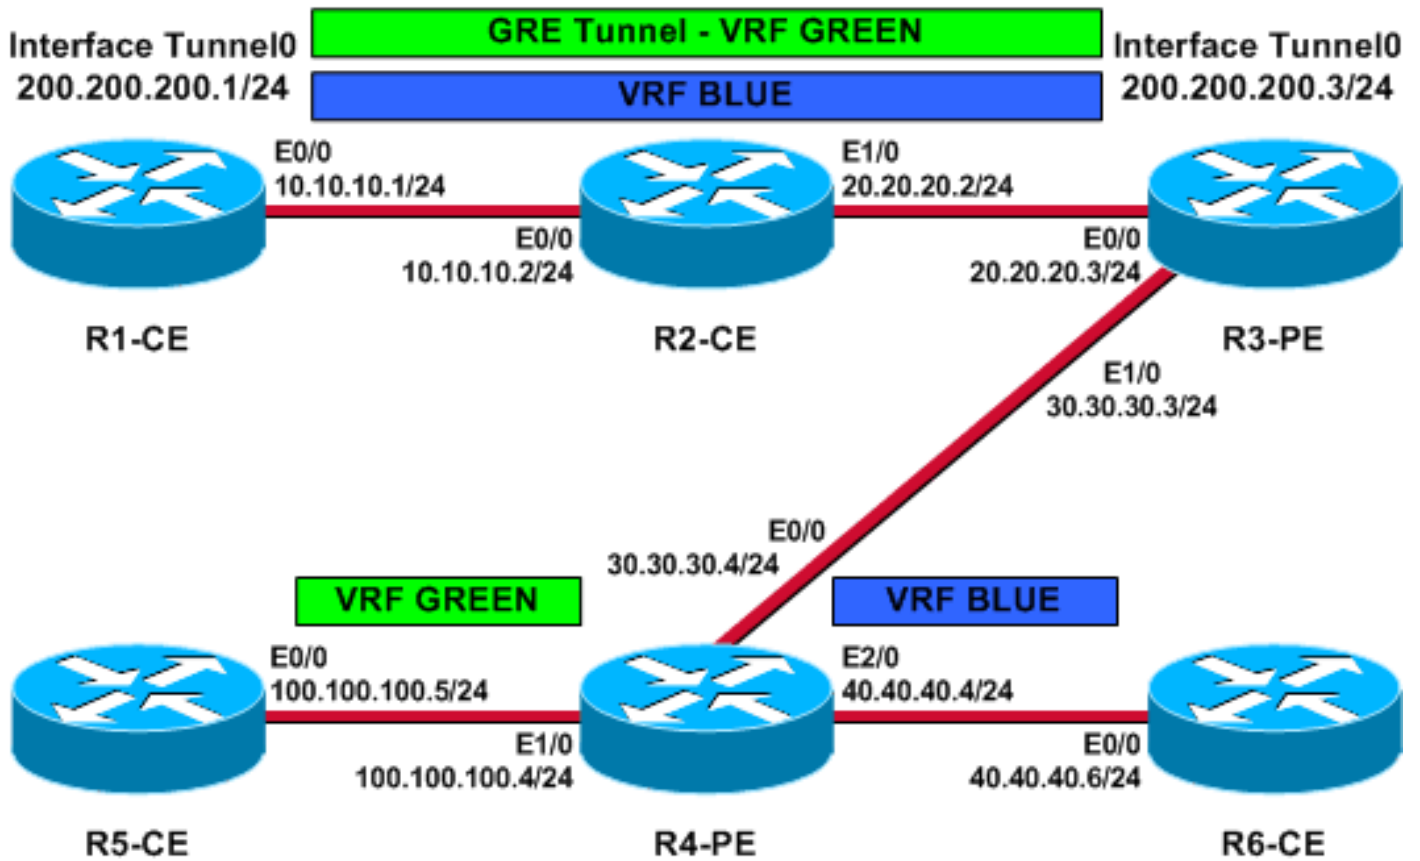 GRE Tunnel - VRF GREEN
Interface Tunnel0
200.200.200.1/24
Interface Tunnel0
200.200.200.3/24
VRF BLUE
E0/0
10.10.10.1/24
E1/0
20.20.20.2/24
E0/0
10.10.10.2/24
E0/0
20.20.20.3/24
R1-CE
R2-CE
R3-PE
E1/0
30.30.30.3/24
E0/0
30.30.30.4/24
VRF GREEN
VRF BLUE
E0/0
100.100.100.5/24
E2/0
40.40.40.4/24
E1/0
100.100.100.4/24
E0/0
40.40.40.6/24
R5-CE
R4-PE
R6-CE